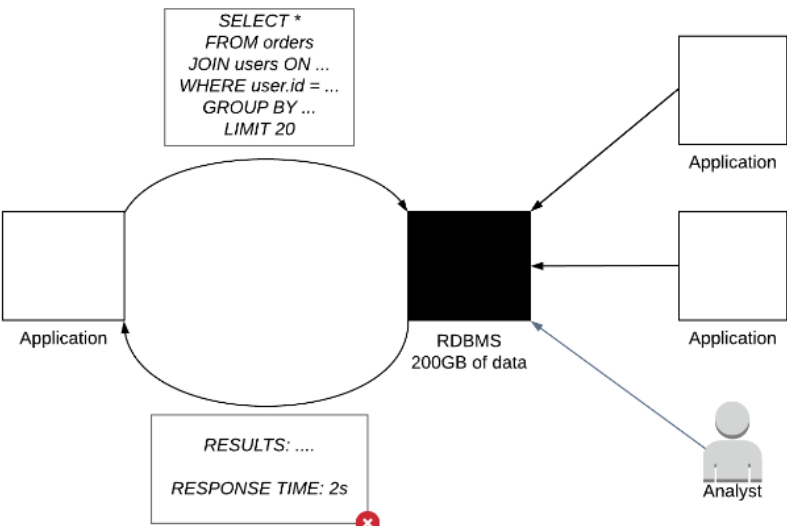 SELECT *
FROM orders
JOIN users ON ...
WHERE user.id = ...
GROUP BY ...
LIMIT 20
Application
Application
RDBMS
200GB of data
Application
RESULTS: ....
RESPONSE TIME: 2s
Analyst